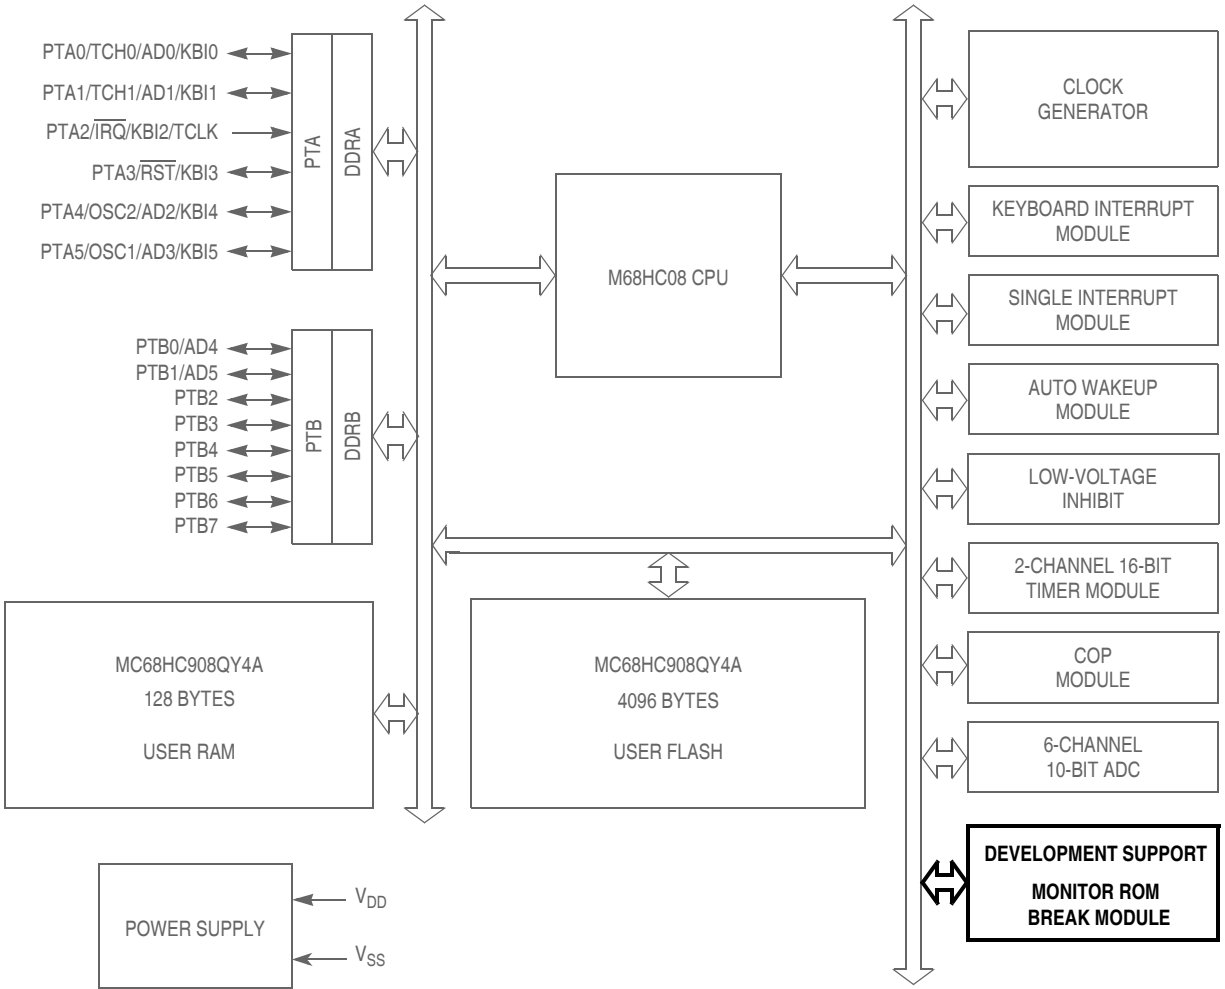 PTA0/TCH0/AD0/KBI0
PTA1/TCH1/AD1/KBI1
PTA2/IRQ/KBI2/TCLK
PTA3/RST/KBI3
PTA4/OSC2/AD2/KBI4
PTA5/OSC1/AD3/KBI5
PTA
DDRA
PTB0/AD4
PTB1/AD5
PTB2
PTB3
PTB4
PTB5
PTB6
PTB7
PTB
DDRB
M68HC08 CPU
MC68HC908QY4A
128 BYTES
USER RAM
MC68HC908QY4A
4096 BYTES
USER FLASH
POWER SUPPLY
VDD
VSS
CLOCK
GENERATOR
KEYBOARD INTERRUPT
MODULE
SINGLE INTERRUPT
MODULE
AUTO WAKEUP
MODULE
LOW-VOLTAGE
INHIBIT
2-CHANNEL 16-BIT
TIMER MODULE
COP
MODULE
6-CHANNEL
10-BIT ADC
DEVELOPMENT SUPPORT
MONITOR ROM
BREAK MODULE